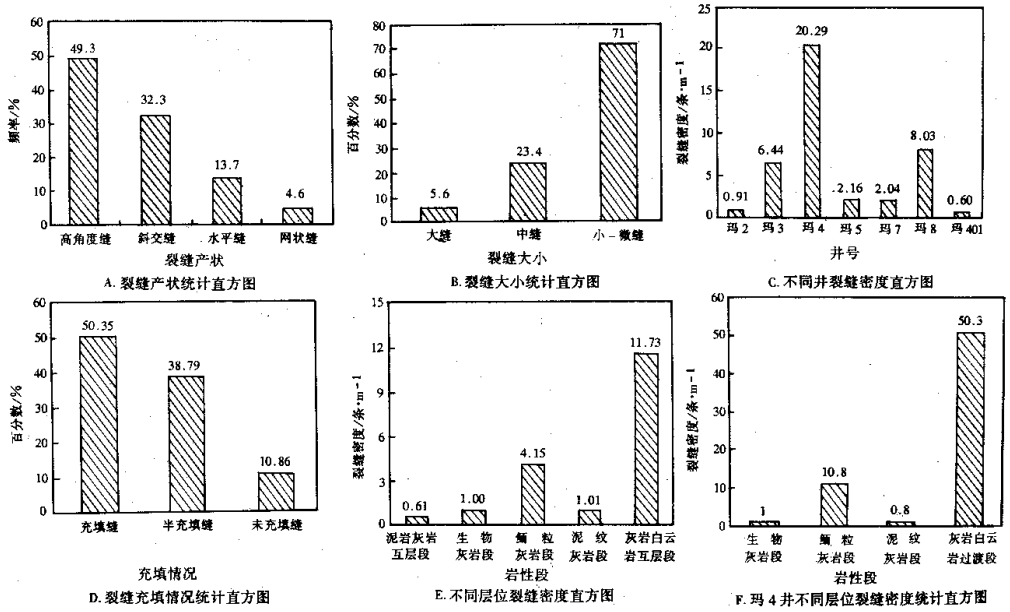 频率/%
60
50
40
30
20
10
0
49.3
32.3
13.7
4.6
高角度缝 斜交缝 水平缝 网状缝
裂缝产状
A. 裂缝产状统计直方图
百分数/%
80
70
60
50
40
30
20
10
0
5.6
23.4
71
大缝 中缝 小－微缝
裂缝大小
B. 裂缝大小统计直方图
裂缝密度/条·m－1
25
20
15
10
5
0
0.91
6.44
20.29
2.16
2.04
8.03
0.60
玛2 玛3 玛4 玛5 玛7 玛8 玛401
井号
C. 不同井裂缝密度直方图
百分数/%
60
50
40
30
20
10
0
50.35
38.79
10.86
充填缝 半充填缝 未充填缝
充填情况
D. 裂缝充填情况统计直方图
裂缝密度/条·m－1
15
12
9
6
3
0
0.61
1.00
4.15
1.01
11.73
泥岩灰岩 生物 鲕粒 泥纹 灰岩白云
互层段 灰岩段 灰岩段 灰岩段 岩互层段
岩性段
E. 不同层位裂缝密度直方图
裂缝密度/条·m－1
60
50
40
30
20
10
0
1
10.8
0.8
50.3
生物 鲕粒 泥纹 灰岩白云
灰岩段 灰岩段 灰岩段 岩过渡段
岩性段
F. 玛4井不同层位裂缝密度统计直方图